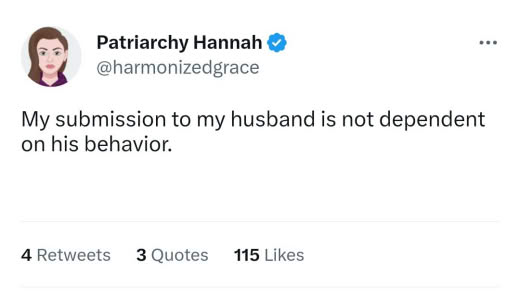 Patriarchy Hannah
@harmonizedgrace
My submission to my husband is not dependent
on his behavior.
4 Retweets 3 Quotes 115 Likes